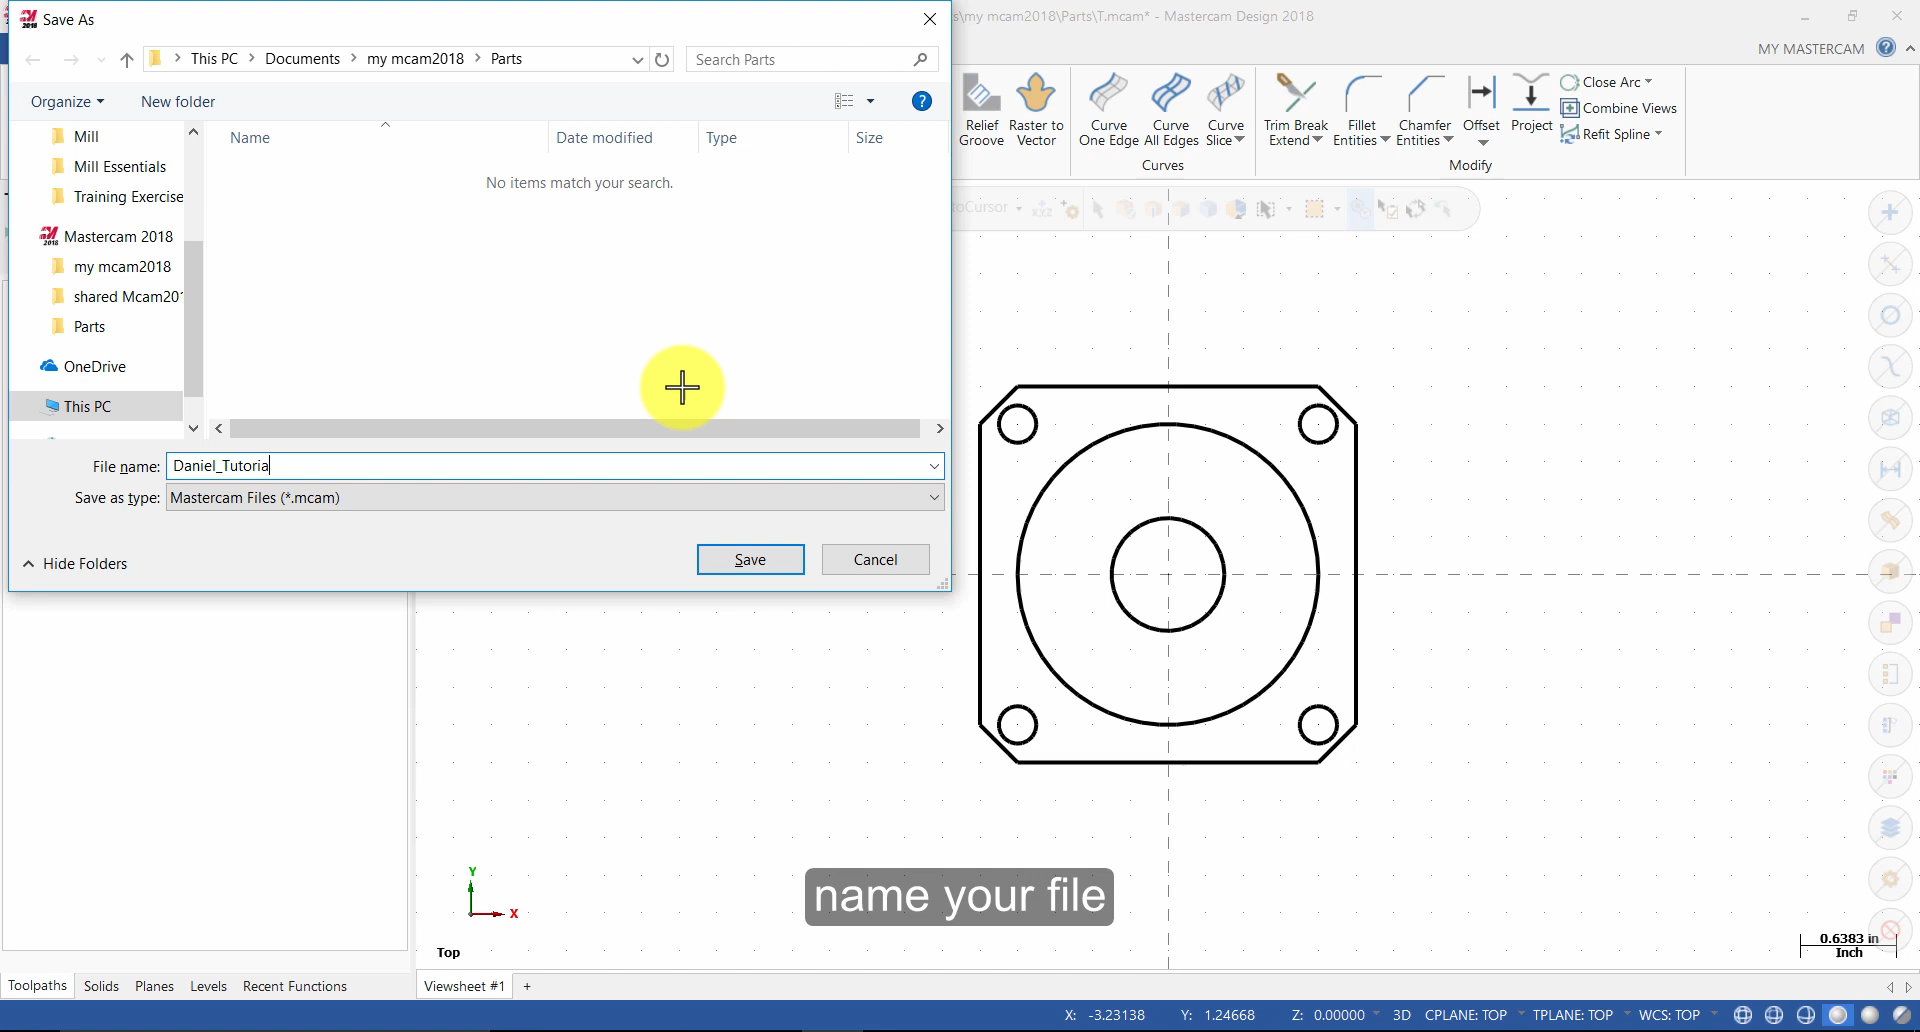 Save As
s\my mcam2018\Parts\T.mcam* - Mastercam Design 2018
MY MASTERCAM
This PC > Documents > my mcam2018 > Parts
Search Parts
Organize
New folder
Mill
Mill Essentials
Training Exercise
Mastercam 2018
my mcam2018
shared Mcam201
Parts
OneDrive
This PC
Name
Date modified
Type
Size
No items match your search.
File name: Daniel_Tutoria
Save as type: Mastercam Files (*.mcam)
Hide Folders
Save
Cancel
Relief Groove
Raster to Vector
Curve One Edge
Curve All Edges
Curve Slice
Curves
Trim Break Extend
Fillet Entities
Chamfer Entities
Offset
Project
Close Arc
Combine Views
Refit Spline
Modify
toCursor
name your file
Y
X
Top
0.6383 in
Inch
Toolpaths
Solids
Planes
Levels
Recent Functions
Viewsheet #1
+
X: -3.23138
Y: 1.24668
Z: 0.00000
3D
CPLANE: TOP
TPLANE: TOP
WCS: TOP